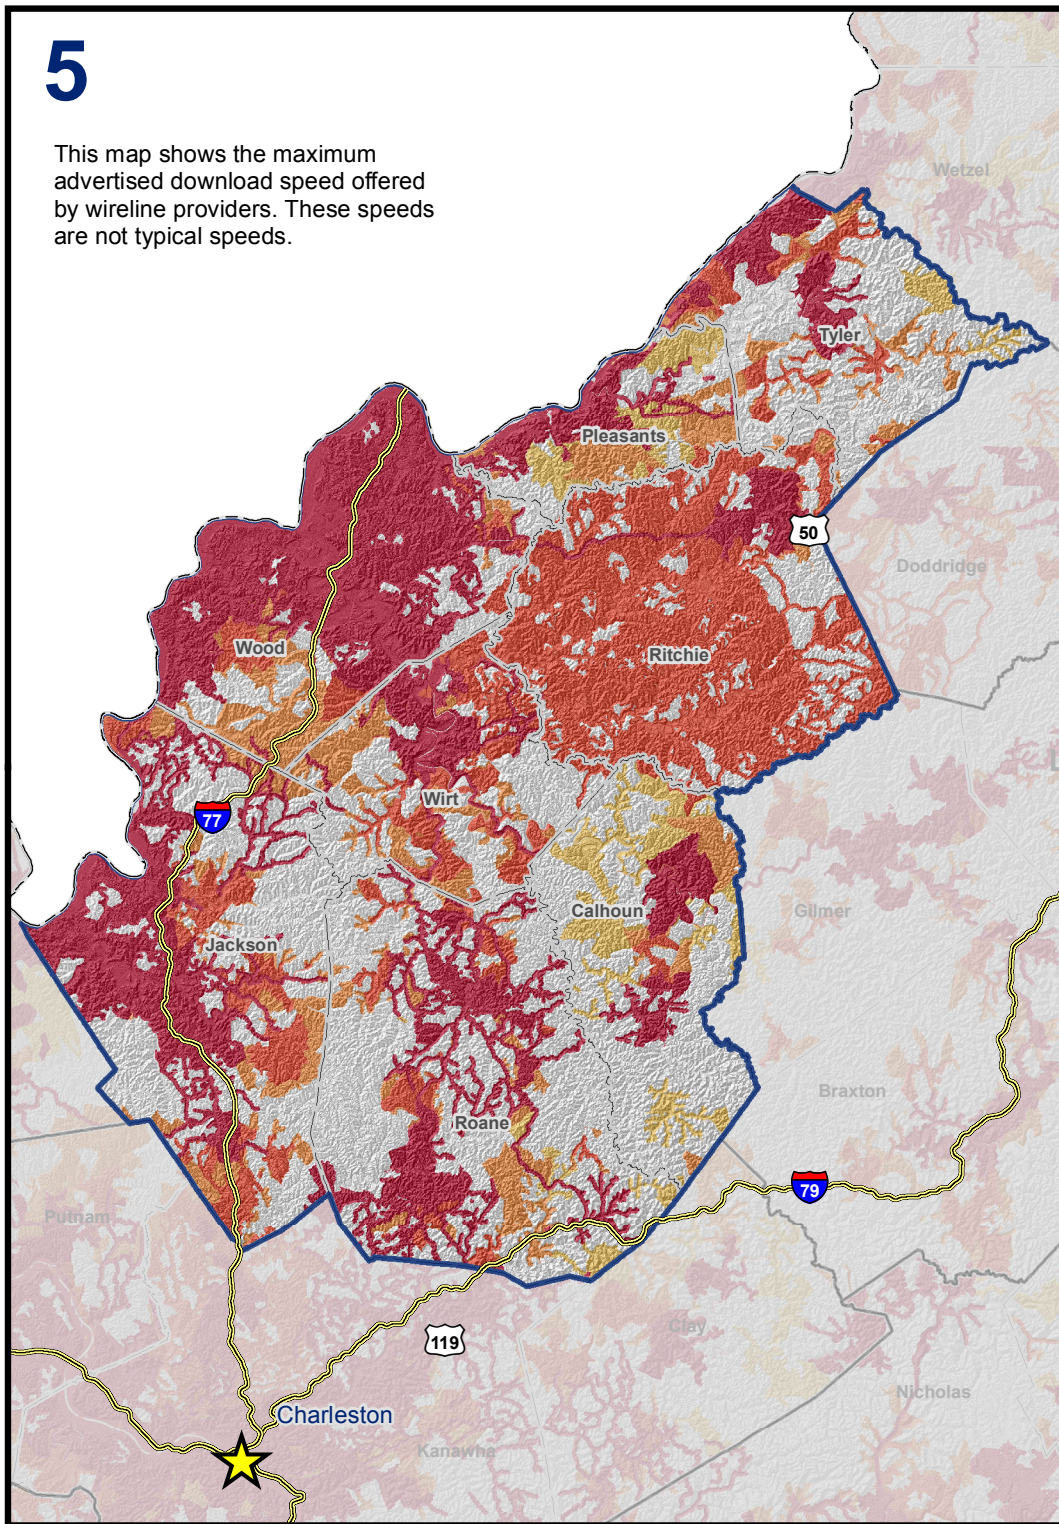 5
This map shows the maximum
advertised download speed offered
by wireline providers. These speeds
are not typical speeds.
Wetzel
Tyler
Pleasants
50
Doddridge
Wood
Ritchie
77
Wirt
Calhoun
Gilmer
Jackson
Braxton
Roane
79
Putnam
119
Clay
Nicholas
Charleston
Kanawha
L